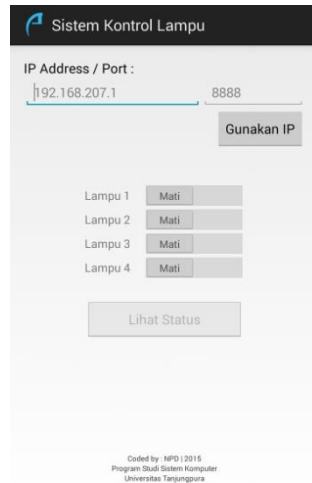 Sistem Kontrol Lampu
IP Address / Port :
192.168.207.1 8888
Gunakan IP
Lampu 1 Mati
Lampu 2 Mati
Lampu 3 Mati
Lampu 4 Mati
Lihat Status
Coded by : NPD | 2015
Program Studi Sistem Komputer
Universitas Tanjungpura